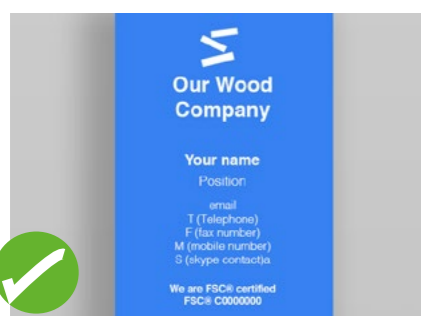 Our Wood
Company
Your name
Position
email
T (Telephone)
F (fax number)
M (mobile number)
S (skype contact)a
We are FSC® certified
FSC® C0000000